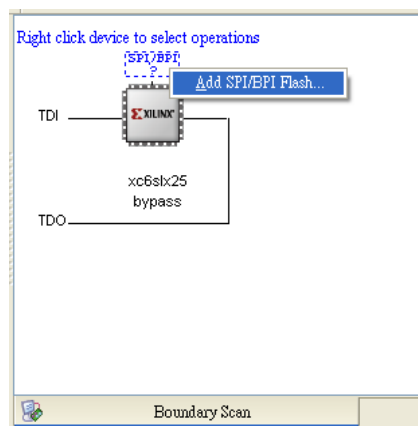 Right click device to select operations
SPI/BPI
?
Add SPI/BPI Flash...
TDI
XILINX
xc6slx25
bypass
TDO
Boundary Scan